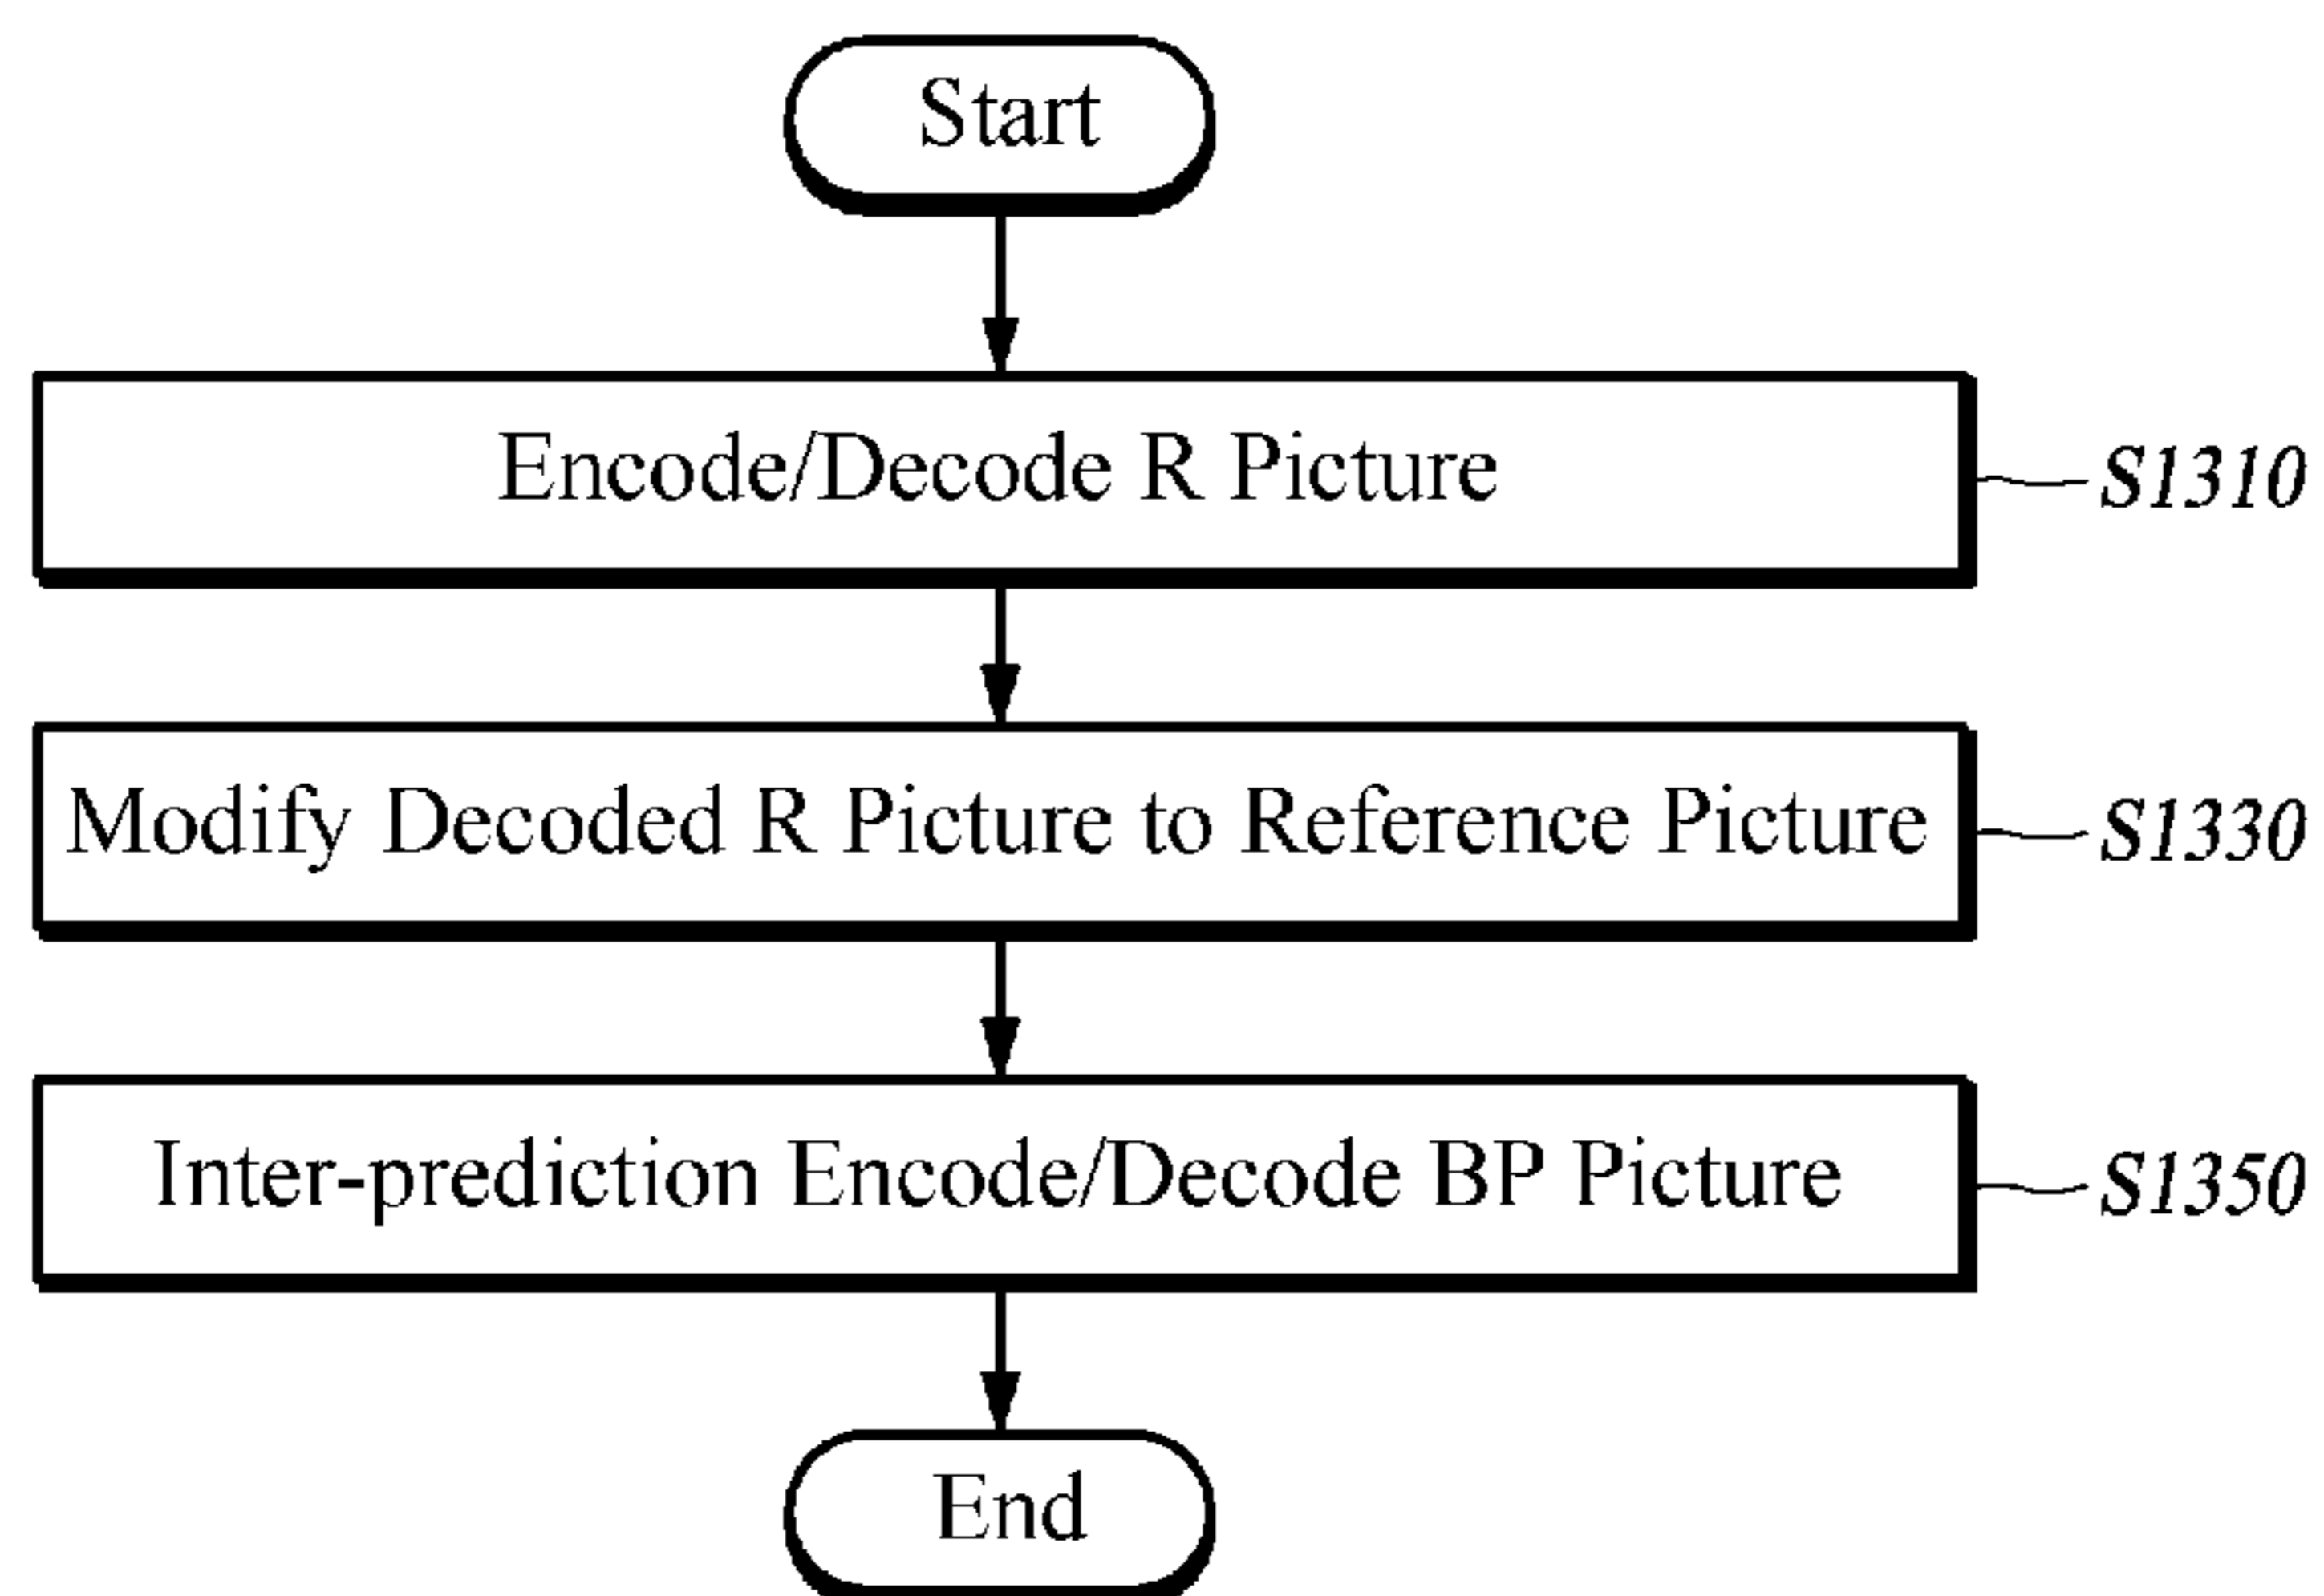 Start
Encode/Decode R Picture
S1310
Modify Decoded R Picture to Reference Picture
S1330
Inter-prediction Encode/Decode BP Picture
S1350
End